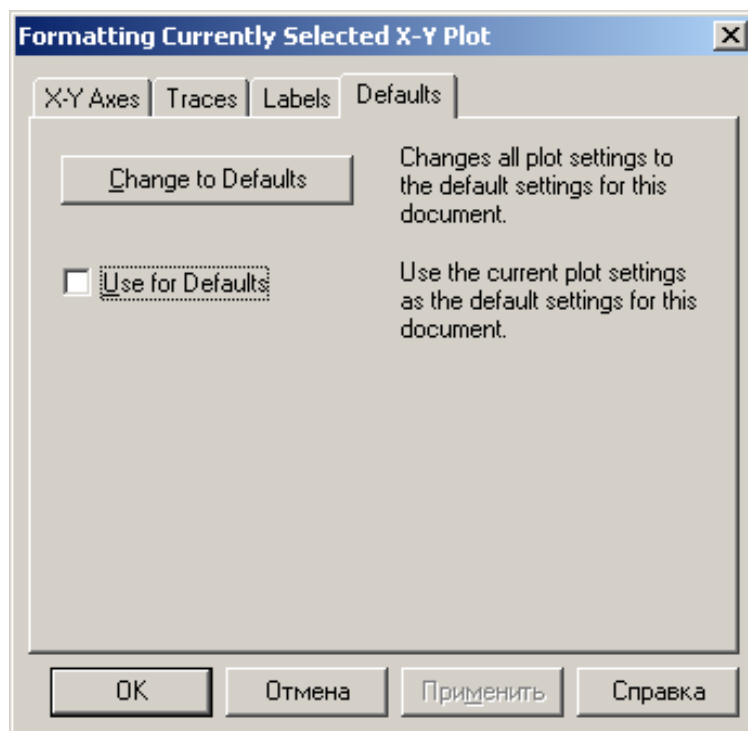 Formatting Currently Selected X-Y Plot
X-Y Axes Traces Labels Defaults
Change to Defaults
Changes all plot settings to
the default settings for this
document.
Use for Defaults
Use the current plot settings
as the default settings for this
document.
OK Отмена Применить Справка